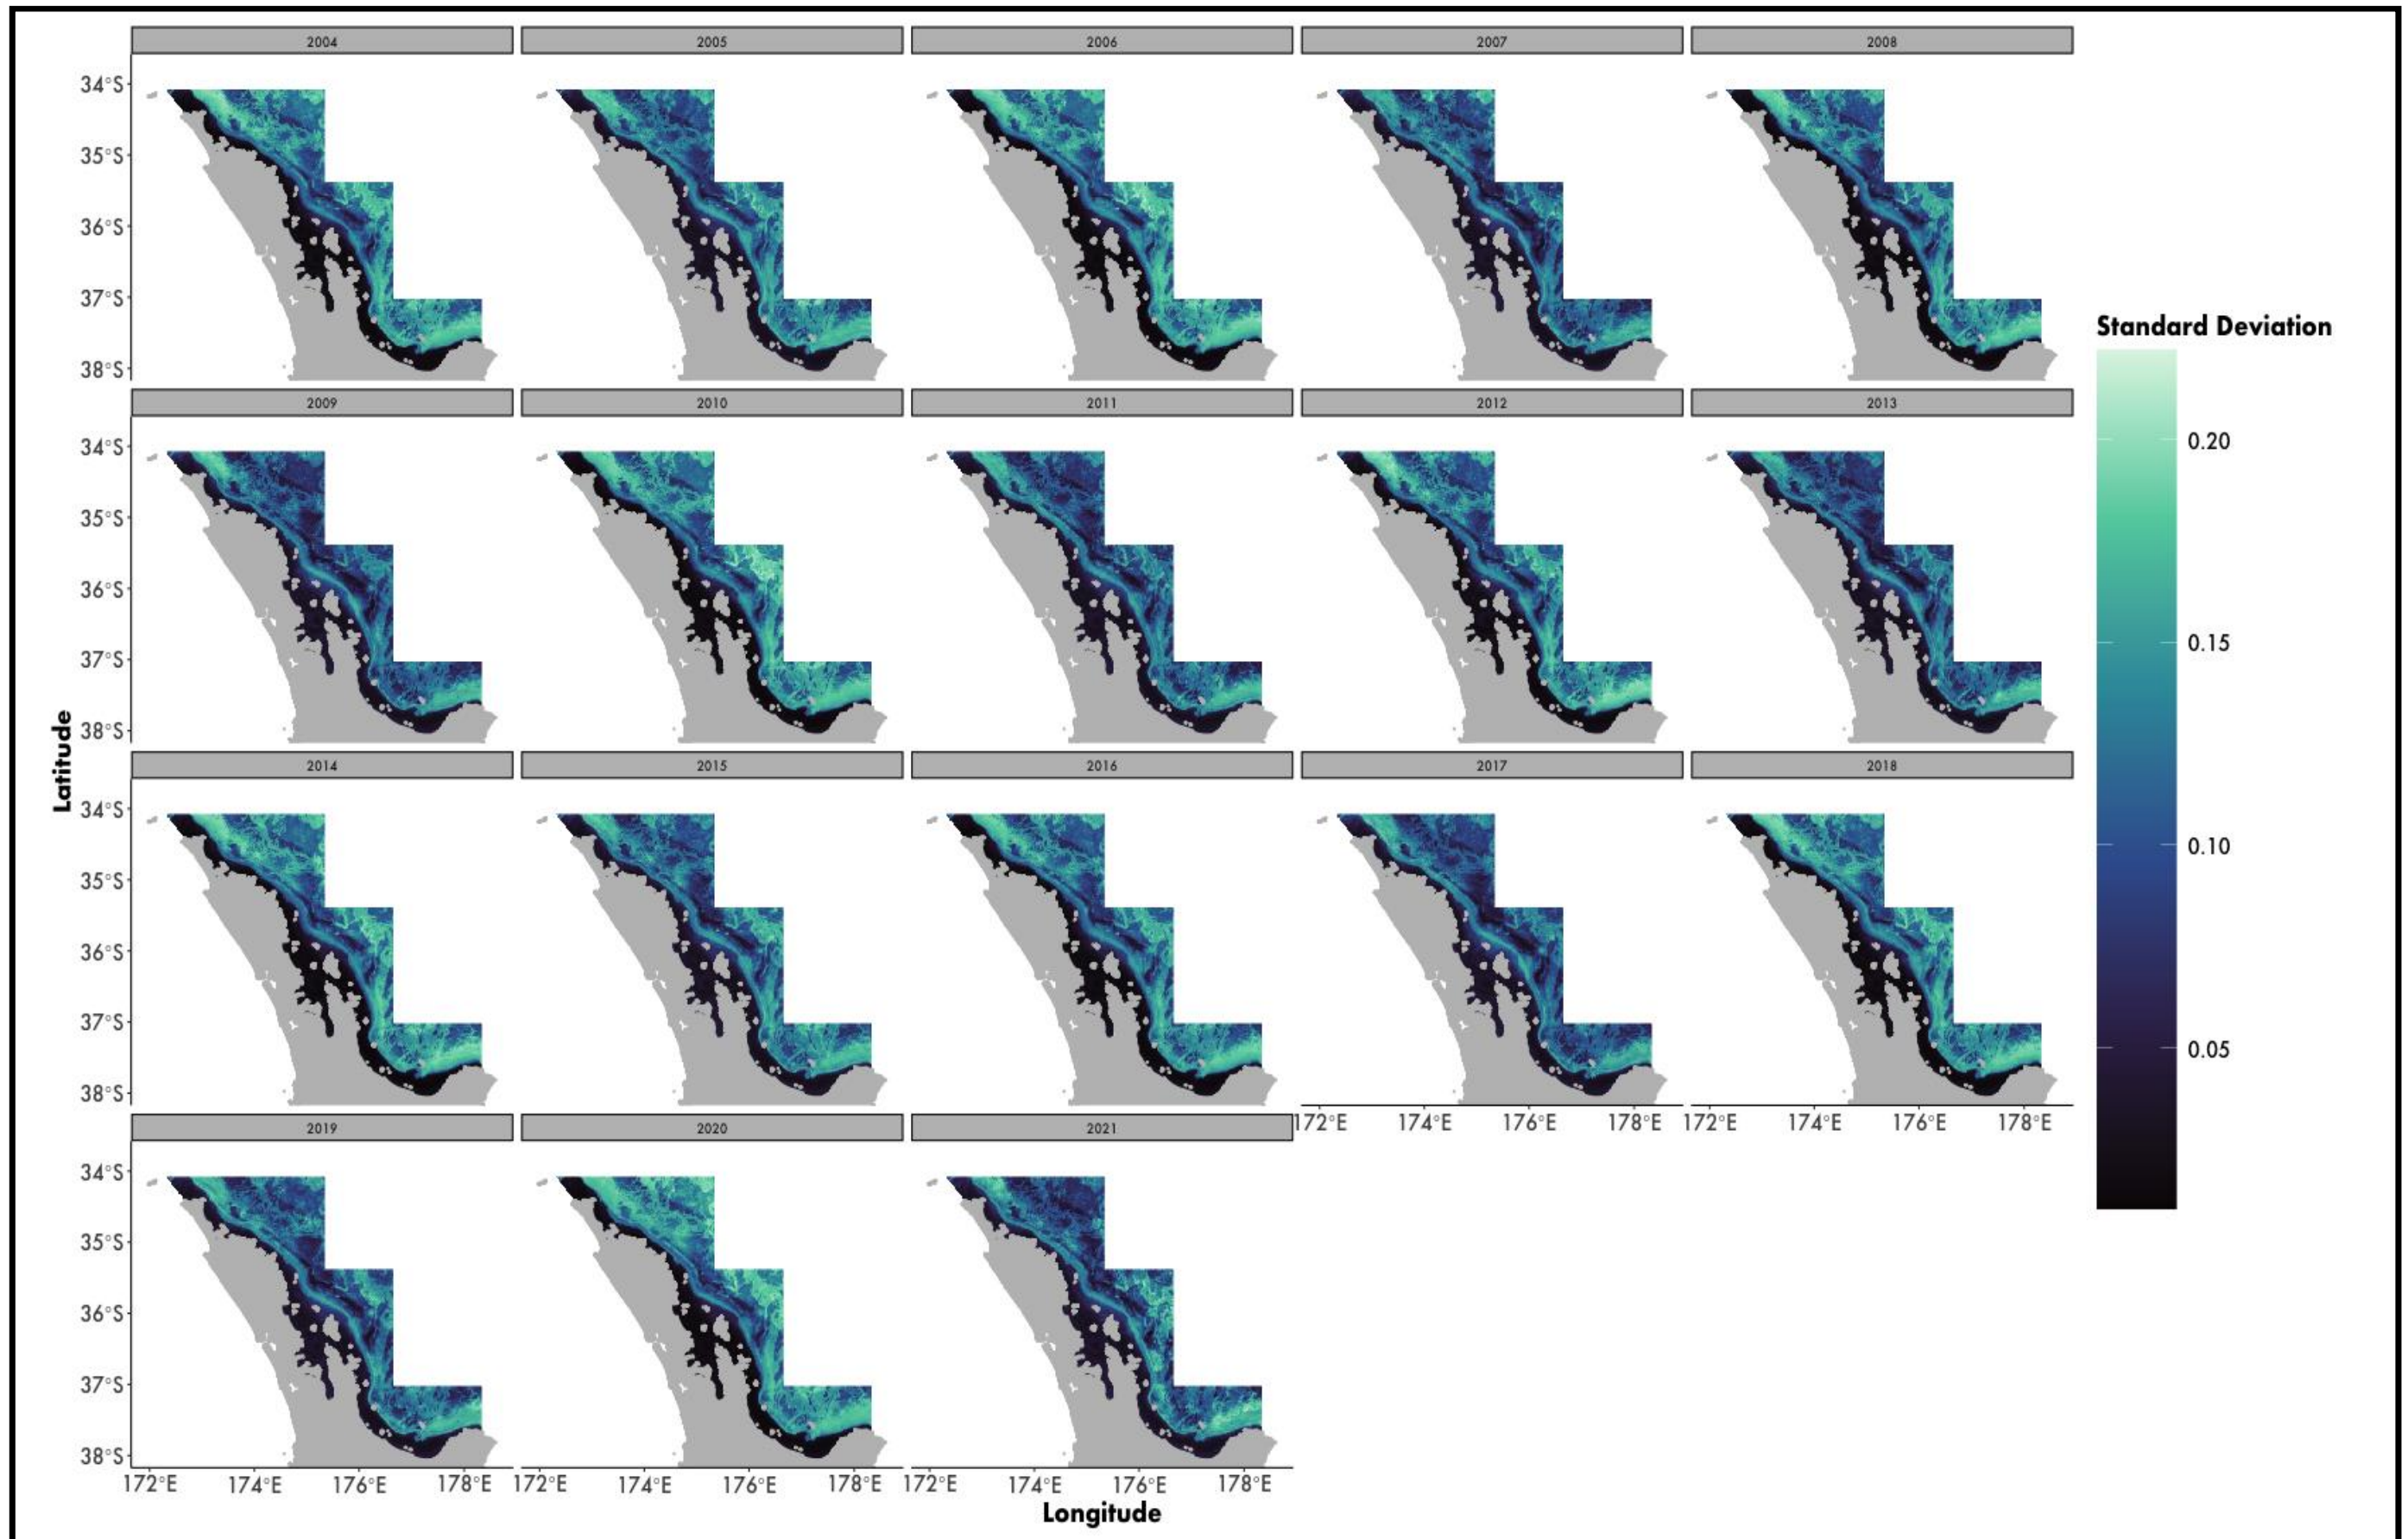 2004 2005 2006 2007 2008
34°S
35°S
36°S
37°S
38°S
2009 2010 2011 2012 2013
34°S
35°S
36°S
37°S
38°S
2014 2015 2016 2017 2018
34°S
35°S
36°S
37°S
38°S
172°E 174°E 176°E 178°E 172°E 174°E 176°E 178°E
2019 2020 2021
34°S
35°S
36°S
37°S
38°S
172°E 174°E 176°E 178°E 172°E 174°E 176°E 178°E 172°E 174°E 176°E 178°E
Longitude
Latitude
Standard Deviation
0.20
0.15
0.10
0.05